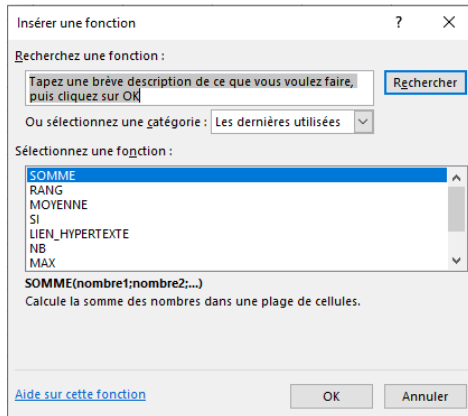 Insérer une fonction ? ×
Recherchez une fonction :
Tapez une brève description de ce que vous voulez faire,
puis cliquez sur OK
Rechercher
Ou sélectionnez une catégorie : Les dernières utilisées
Sélectionnez une fonction :
SOMME
RANG
MOYENNE
SI
LIEN_HYPERTEXTE
NB
MAX
SOMME(nombre1;nombre2;...)
Calcule la somme des nombres dans une plage de cellules.
Aide sur cette fonction OK Annuler